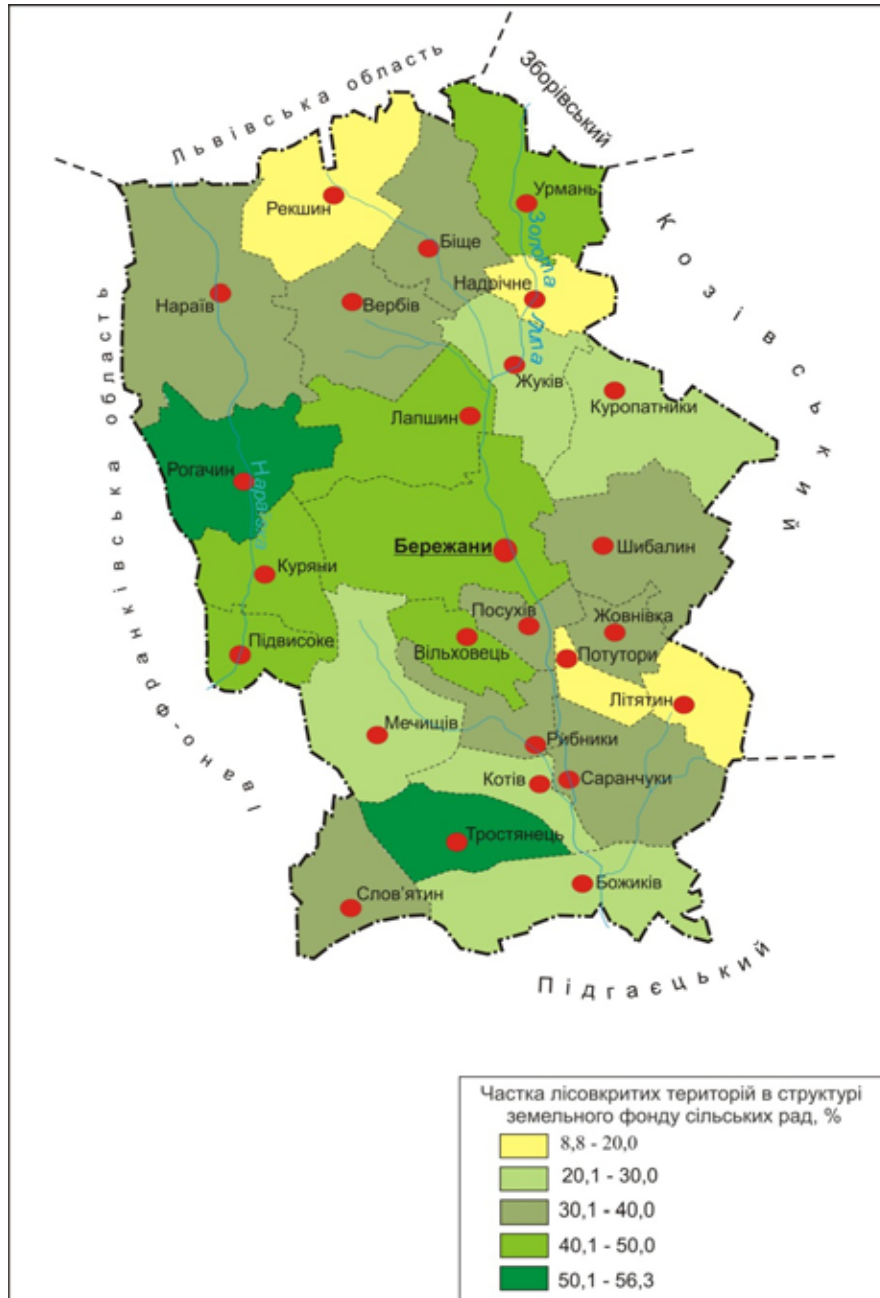 Львівська область
Зборівський
Козівський
Урмань
Рекшин
Біще
Золота Липа
Надрічне
Нараїв
Вербів
Жуків
Куропатники
Лапшин
Івано-Франківська область
Рогачин
Нараївка
Бережани
Шибалин
Куряни
Посухів
Жовнівка
Вільховець
Підвисоке
Потутори
Літятин
Мечищів
Рибники
Котів
Саранчуки
Тростянець
Божиків
Слов'ятин
Підгаєцький
Частка лісовкритих територій в структурі
земельного фонду сільських рад, %
8,8 - 20,0
20,1 - 30,0
30,1 - 40,0
40,1 - 50,0
50,1 - 56,3